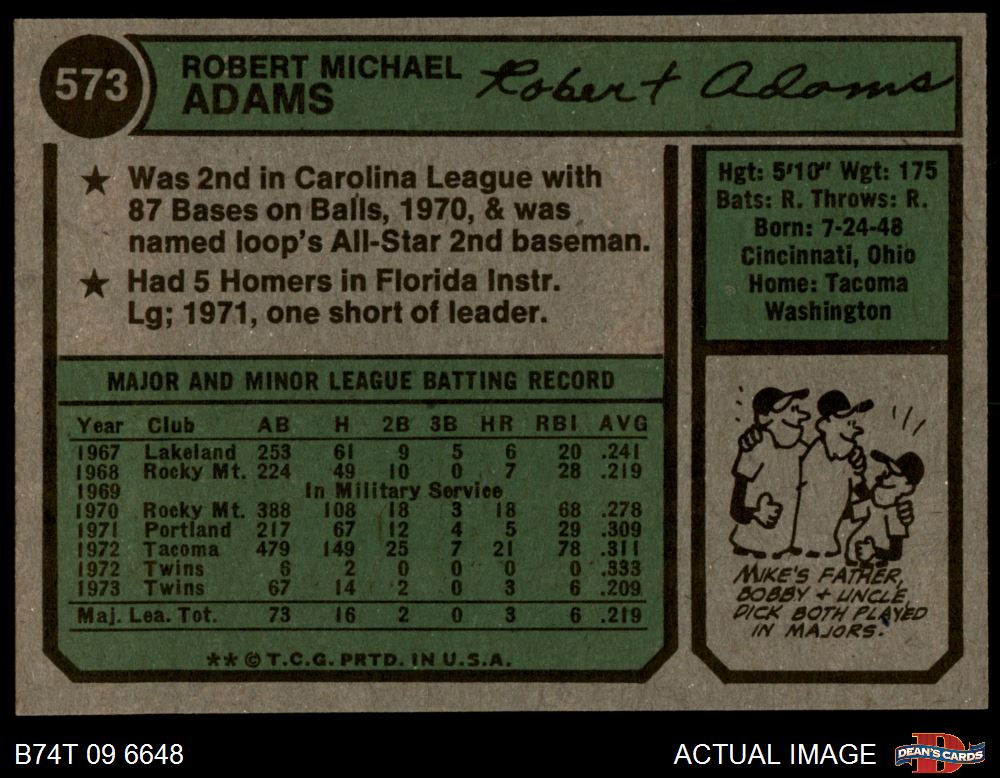 573
ROBERT MICHAEL
ADAMS
Robert Adams
★ Was 2nd in Carolina League with
87 Bases on Balls, 1970, & was
named loop's All-Star 2nd baseman.
★ Had 5 Homers in Florida Instr.
Lg; 1971, one short of leader.
Hgt: 5'10" Wgt: 175
Bats: R. Throws: R.
Born: 7-24-48
Cincinnati, Ohio
Home: Tacoma
Washington
MAJOR AND MINOR LEAGUE BATTING RECORD
Year Club AB H 2B 3B HR RBI AVG
1967 Lakeland 253 61 9 5 6 20 .241
1968 Rocky Mt. 224 49 10 0 7 28 .219
1969 In Military Service
1970 Rocky Mt. 388 108 18 3 18 68 .278
1971 Portland 217 67 12 4 5 29 .309
1972 Tacoma 479 149 25 7 21 78 .311
1972 Twins 6 2 0 0 0 0 .333
1973 Twins 67 14 2 0 3 6 .209
Maj. Lea. Tot. 73 16 2 0 3 6 .219
** © T.C.G. PRTD. IN U.S.A.
MIKE'S FATHER,
BOBBY + UNCLE,
DICK BOTH PLAYED
IN MAJORS.
B74T 09 6648
ACTUAL IMAGE
D
DEAN'S CARDS